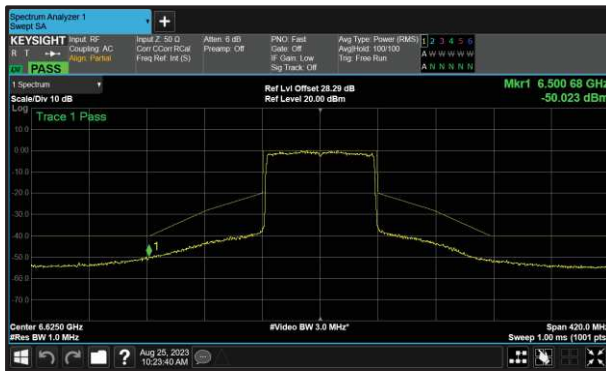 Spectrum Analyzer 1
Swept SA
+
KEYSIGHT Input: RF Input Z: 50 Ω Atten: 6 dB PNO: Fast Avg Type: Power (RMS) 1 2 3 4 5 6
R T Coupling: AC Corr CCorr RCal Preamp: Off Gate: Off Avg|Hold: 100/100 A W W W W W
Align: Partial Freq Ref: Int (S) IF Gain: Low Trig: Free Run
PASS Sig Track: Off A N N N N N
1 Spectrum Ref Lvl Offset 28.29 dB Mkr1 6.500 68 GHz
Scale/Div 10 dB Ref Level 20.00 dBm -50.023 dBm
Log
Trace 1 Pass
10.0
0.00
-10.0
-20.0
-30.0
-40.0
1
-50.0
-60.0
-70.0
Center 6.6250 GHz #Video BW 3.0 MHz* Span 420.0 MHz
#Res BW 1.0 MHz Sweep 1.00 ms (1001 pts)
? Aug 25, 2023
10:23:40 AM